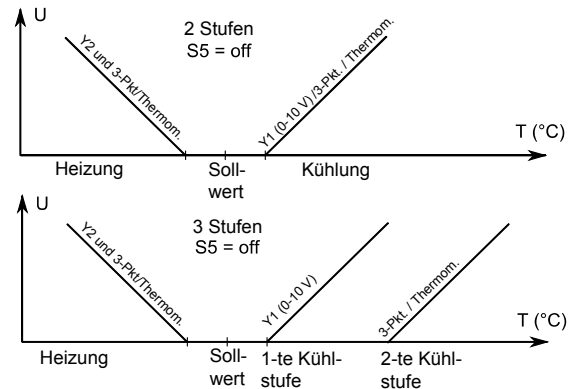 U
2 Stufen
S5 = off
Y2 und 3-Pkt/Thermom.
Y1 (0-10 V) /3-Pkt. / Thermom.
T (°C)
Heizung
Soll-
wert
Kühlung
U
3 Stufen
S5 = off
Y2 und 3-Pkt/Thermom.
Y1 (0-10 V)
3-Pkt. / Thermom.
T (°C)
Heizung
Soll-
wert
1-te Kühl-
stufe
2-te Kühl-
stufe